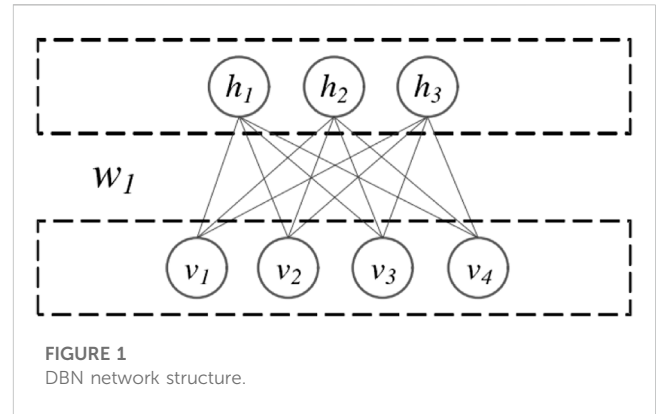 h1 h2 h3
w1
v1 v2 v3 v4
FIGURE 1
DBN network structure.